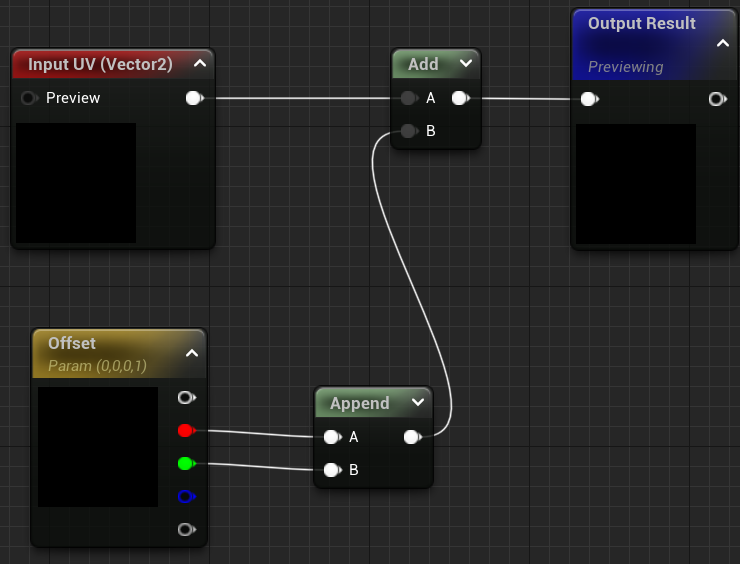 Input UV (Vector2)
Preview
Add
A
B
Output Result
Previewing
Offset
Param (0,0,0,1)
Append
A
B